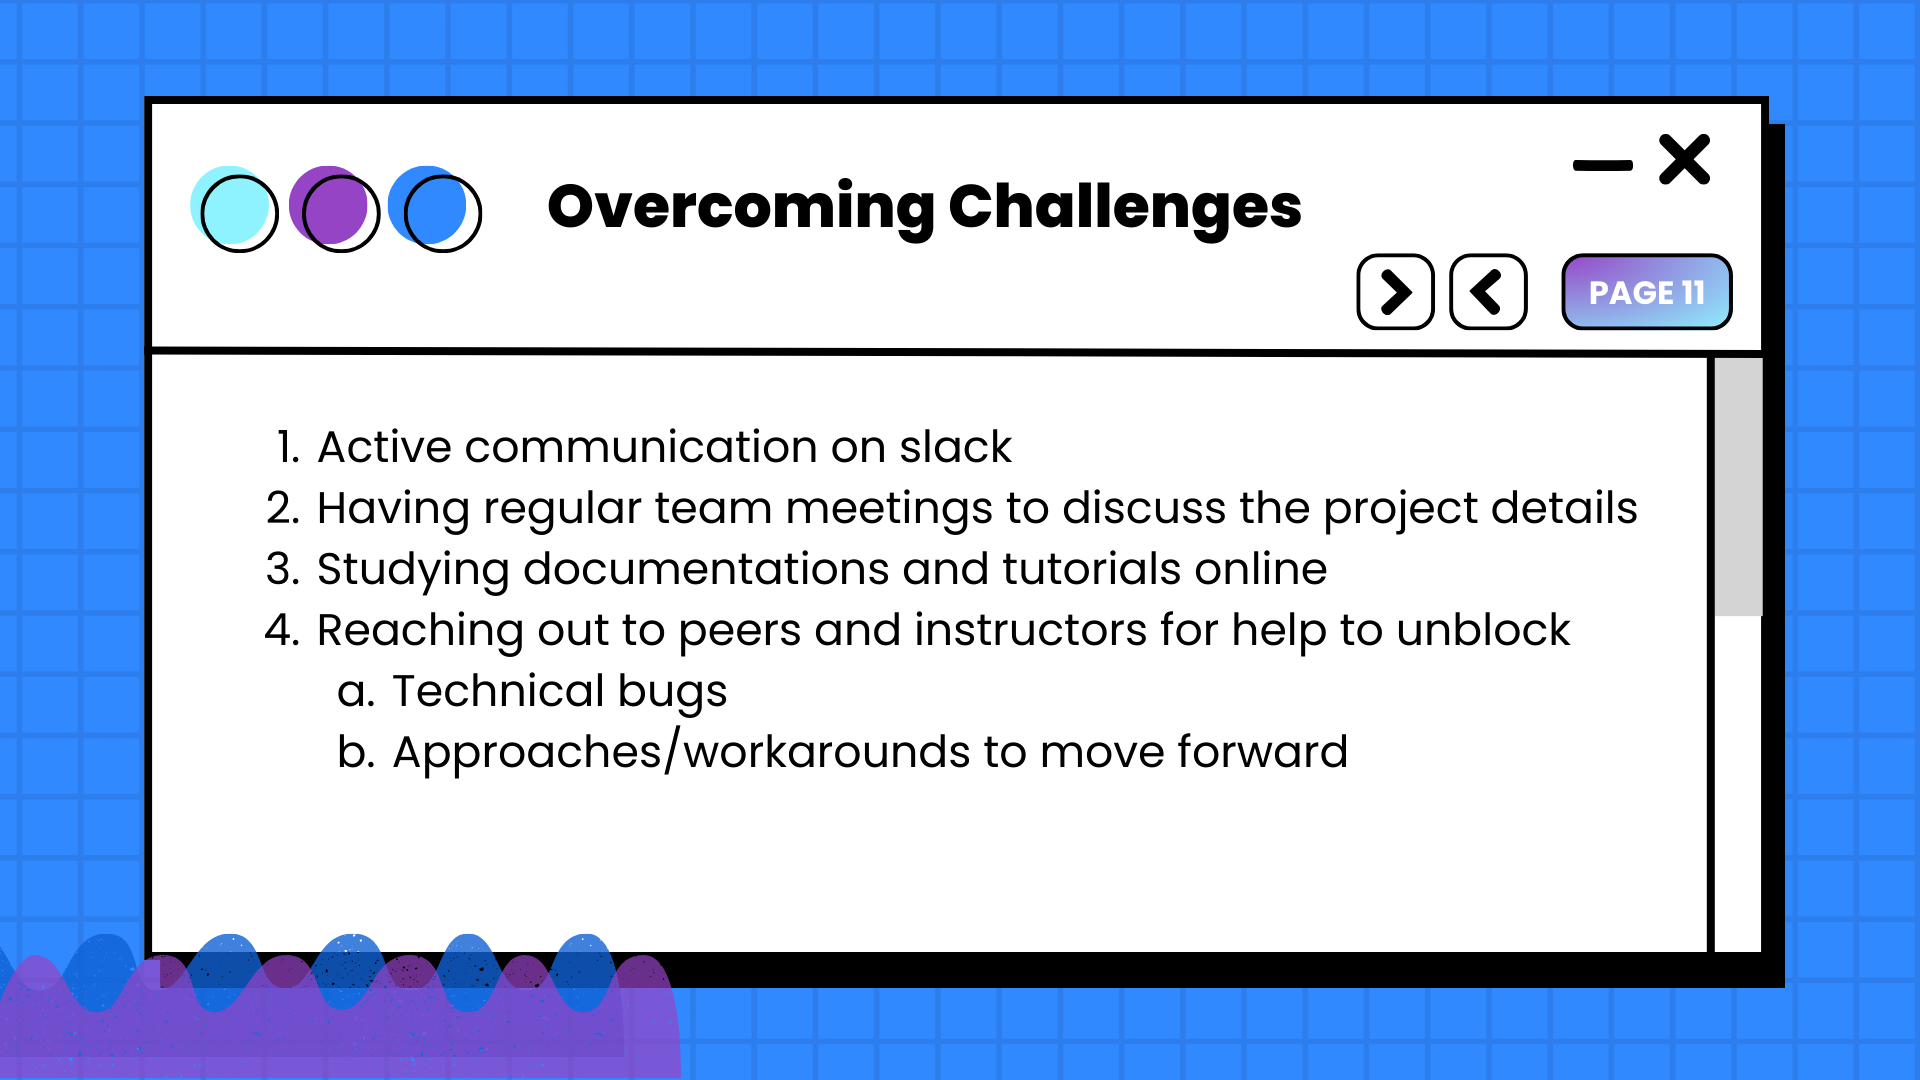 Overcoming Challenges
PAGE 11
1. Active communication on slack
2. Having regular team meetings to discuss the project details
3. Studying documentations and tutorials online
4. Reaching out to peers and instructors for help to unblock
a. Technical bugs
b. Approaches/workarounds to move forward